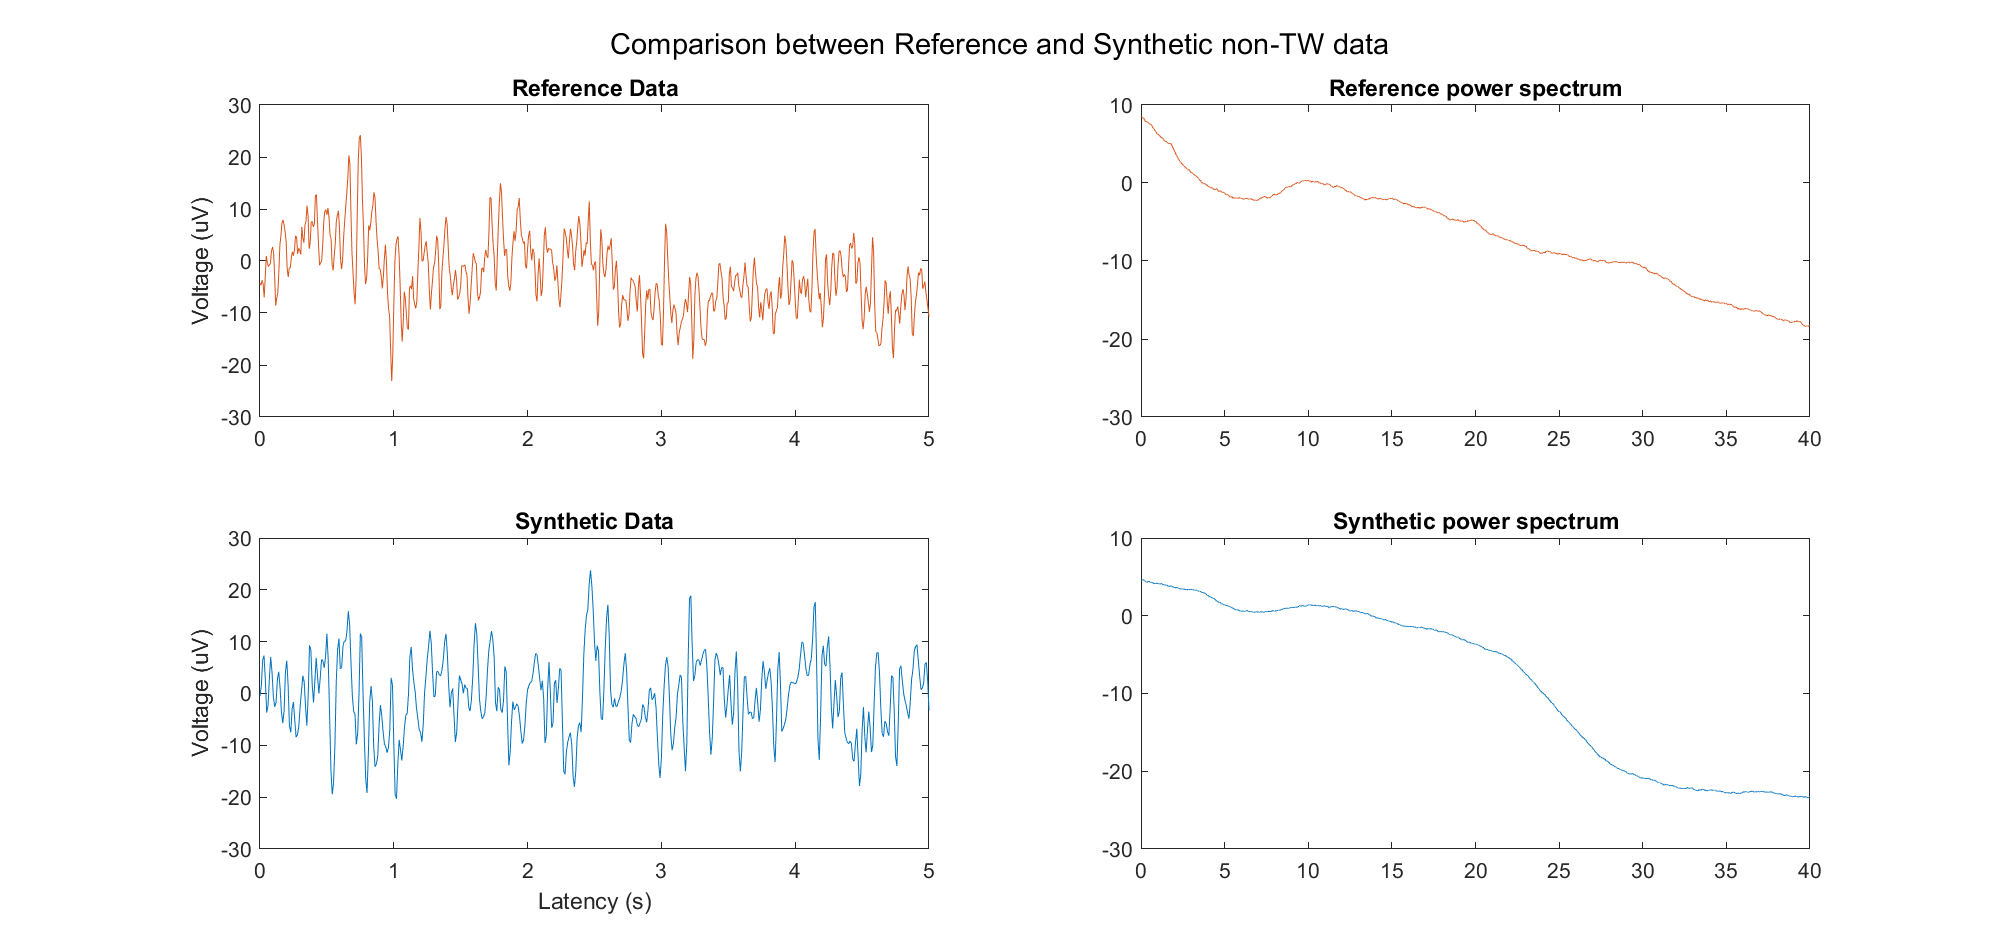 Comparison between Reference and Synthetic non-TW data
Reference Data
Voltage (uV)
30
20
10
0
-10
-20
-30
0 1 2 3 4 5
Reference power spectrum
10
0
-10
-20
-30
0 5 10 15 20 25 30 35 40
Synthetic Data
Voltage (uV)
30
20
10
0
-10
-20
-30
0 1 2 3 4 5
Latency (s)
Synthetic power spectrum
10
0
-10
-20
-30
0 5 10 15 20 25 30 35 40